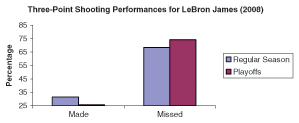 Three-Point Shooting Performances for LeBron James (2008)
85
75
65
55
45
35
25
Percentage
Made
Missed
Regular Season
Playoffs